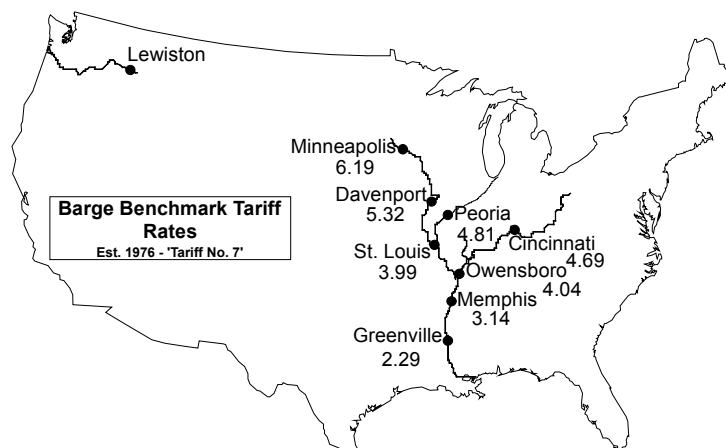 Lewiston
Minneapolis
6.19
Davenport
5.32
Barge Benchmark Tariff
Rates
Est. 1976 - 'Tariff No. 7'
Peoria
4.81
Cincinnati
4.69
St. Louis
3.99
Owensboro
4.04
Memphis
3.14
Greenville
2.29